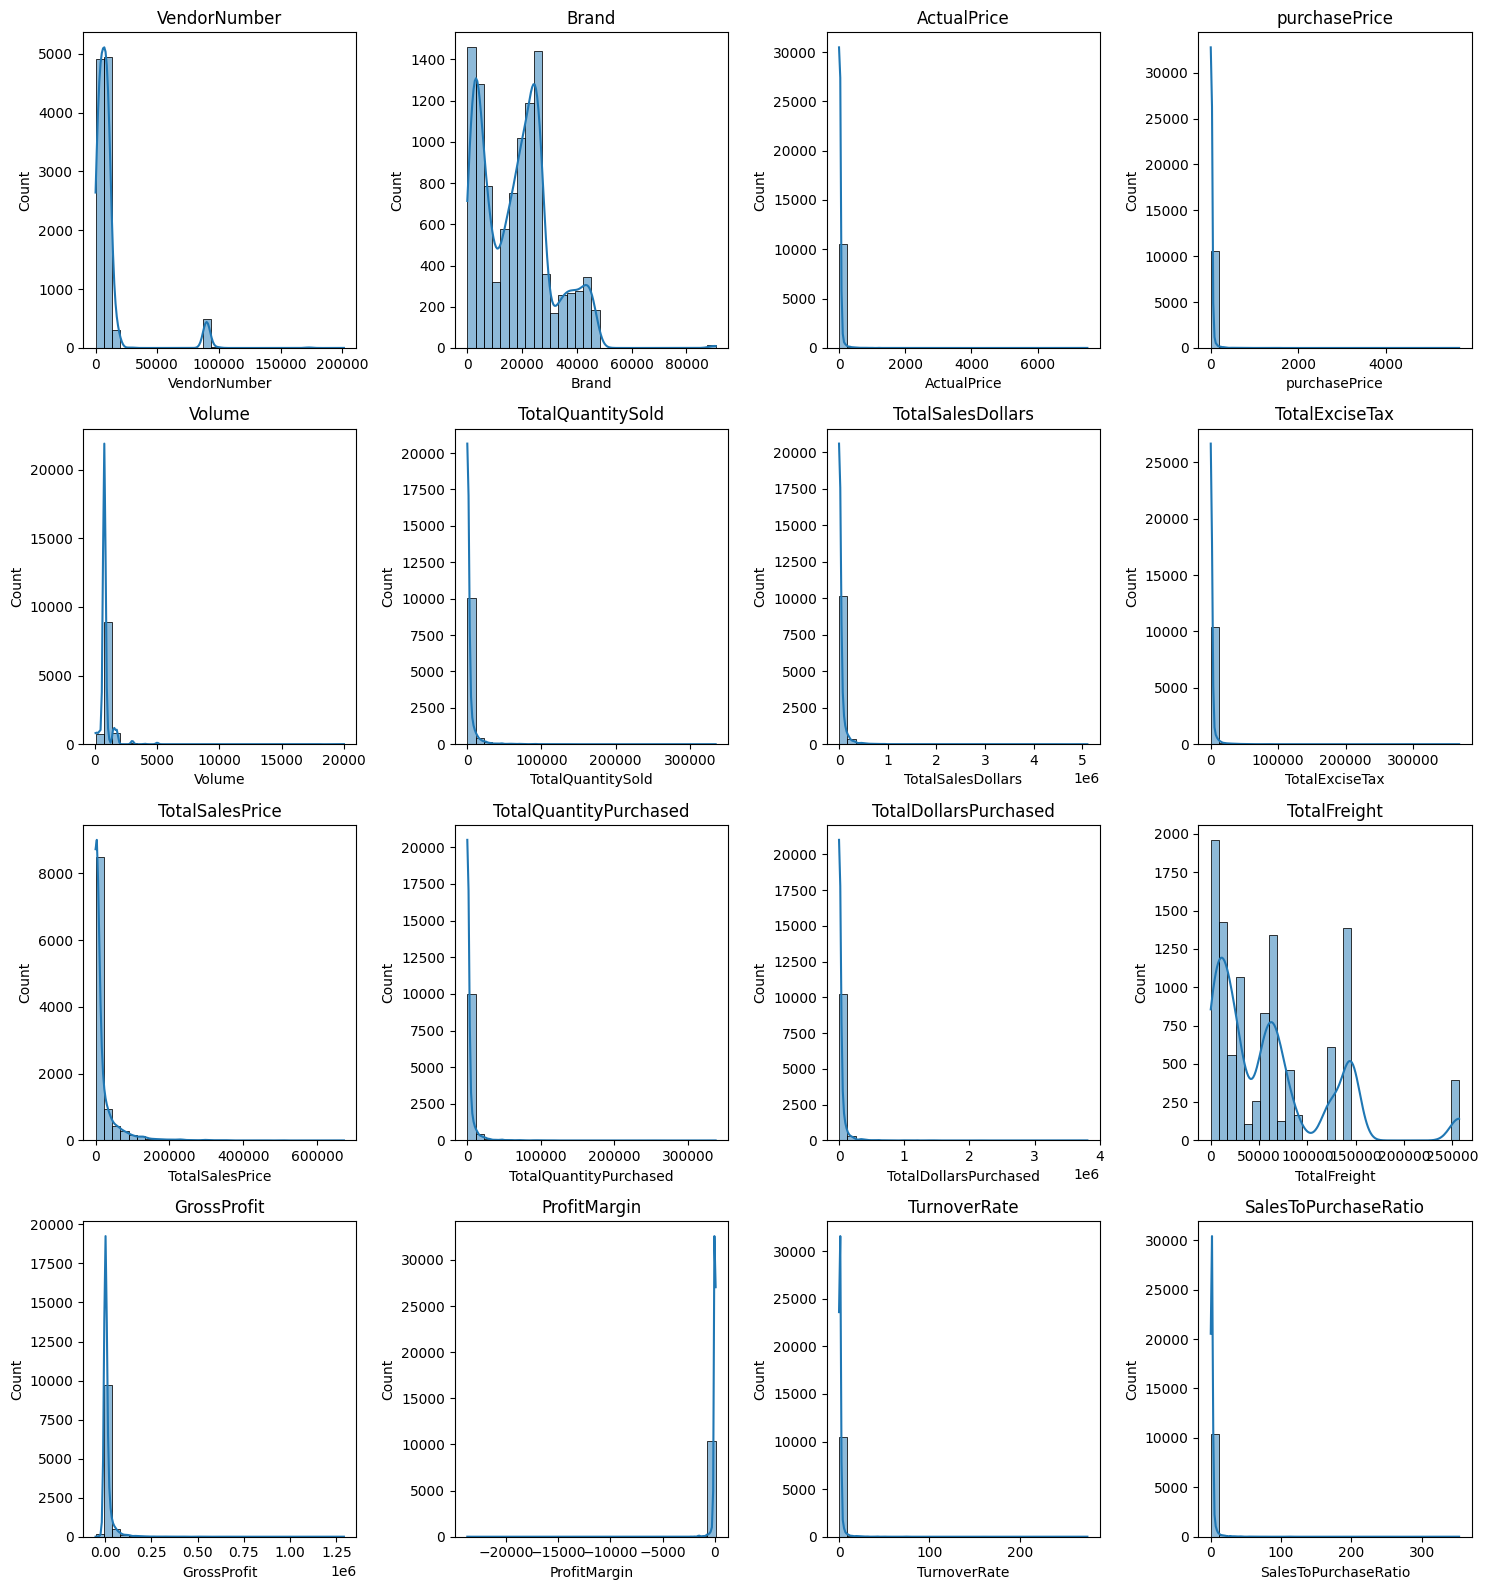 VendorNumber
5000
4000
3000
2000
1000
0
Count
0 50000 100000 150000 200000
VendorNumber
Brand
1400
1200
1000
800
600
400
200
0
Count
0 20000 40000 60000 80000
Brand
ActualPrice
30000
25000
20000
15000
10000
5000
0
Count
0 2000 4000 6000
ActualPrice
purchasePrice
30000
25000
20000
15000
10000
5000
0
Count
0 2000 4000
purchasePrice
Volume
20000
15000
10000
5000
0
Count
0 5000 10000 15000 20000
Volume
TotalQuantitySold
20000
17500
15000
12500
10000
7500
5000
2500
0
Count
0 100000 200000 300000
TotalQuantitySold
TotalSalesDollars
20000
17500
15000
12500
10000
7500
5000
2500
0
Count
0 1 2 3 4 5
1e6
TotalSalesDollars
TotalExciseTax
25000
20000
15000
10000
5000
0
Count
0 100000 200000 300000
TotalExciseTax
TotalSalesPrice
8000
6000
4000
2000
0
Count
0 200000 400000 600000
TotalSalesPrice
TotalQuantityPurchased
20000
17500
15000
12500
10000
7500
5000
2500
0
Count
0 100000 200000 300000
TotalQuantityPurchased
TotalDollarsPurchased
20000
17500
15000
12500
10000
7500
5000
2500
0
Count
0 1 2 3 4
1e6
TotalDollarsPurchased
TotalFreight
2000
1750
1500
1250
1000
750
500
250
0
Count
0 50000 100000 150000 200000 250000
TotalFreight
GrossProfit
20000
17500
15000
12500
10000
7500
5000
2500
0
Count
0.00 0.25 0.50 0.75 1.00 1.25
1e6
GrossProfit
ProfitMargin
30000
25000
20000
15000
10000
5000
0
Count
−20000 −15000 −10000 −5000 0
ProfitMargin
TurnoverRate
30000
25000
20000
15000
10000
5000
0
Count
0 100 200
TurnoverRate
SalesToPurchaseRatio
30000
25000
20000
15000
10000
5000
0
Count
0 100 200 300
SalesToPurchaseRatio